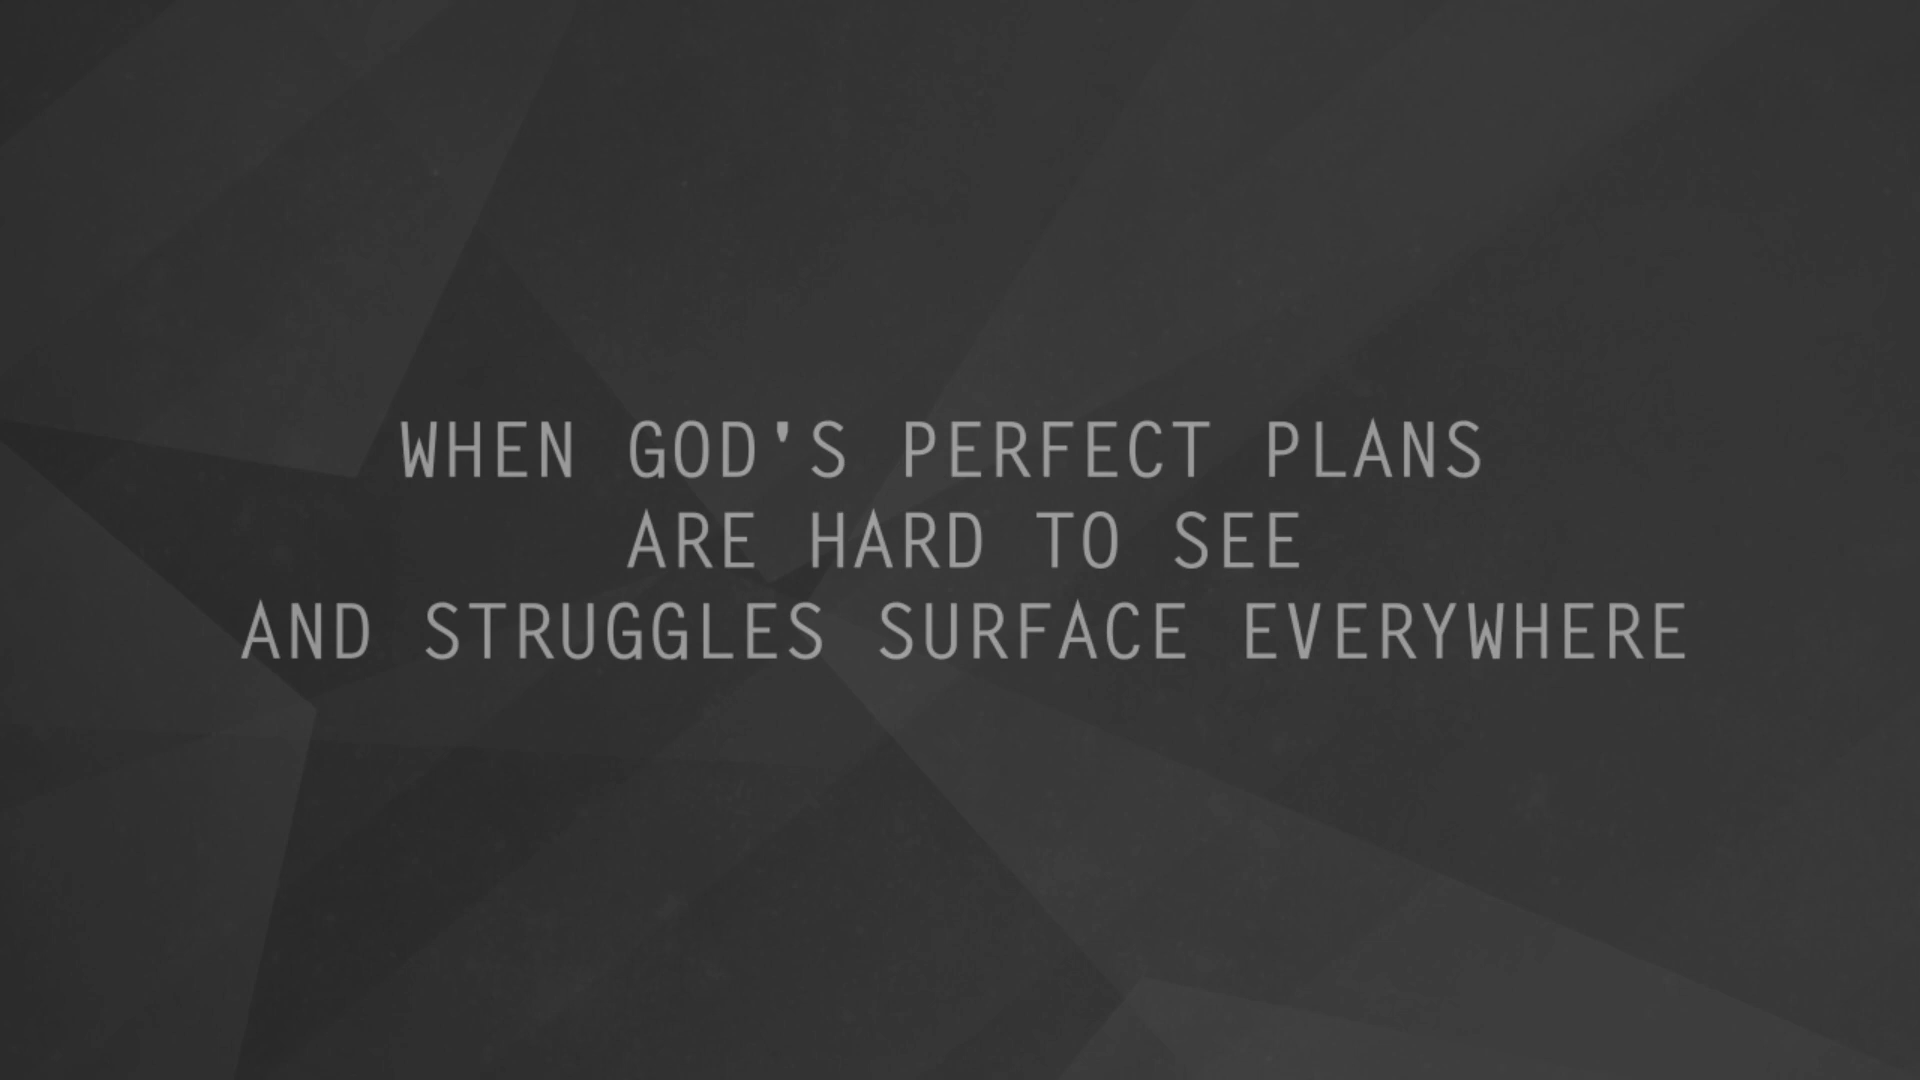 WHEN GOD'S PERFECT PLANS
ARE HARD TO SEE
AND STRUGGLES SURFACE EVERYWHERE